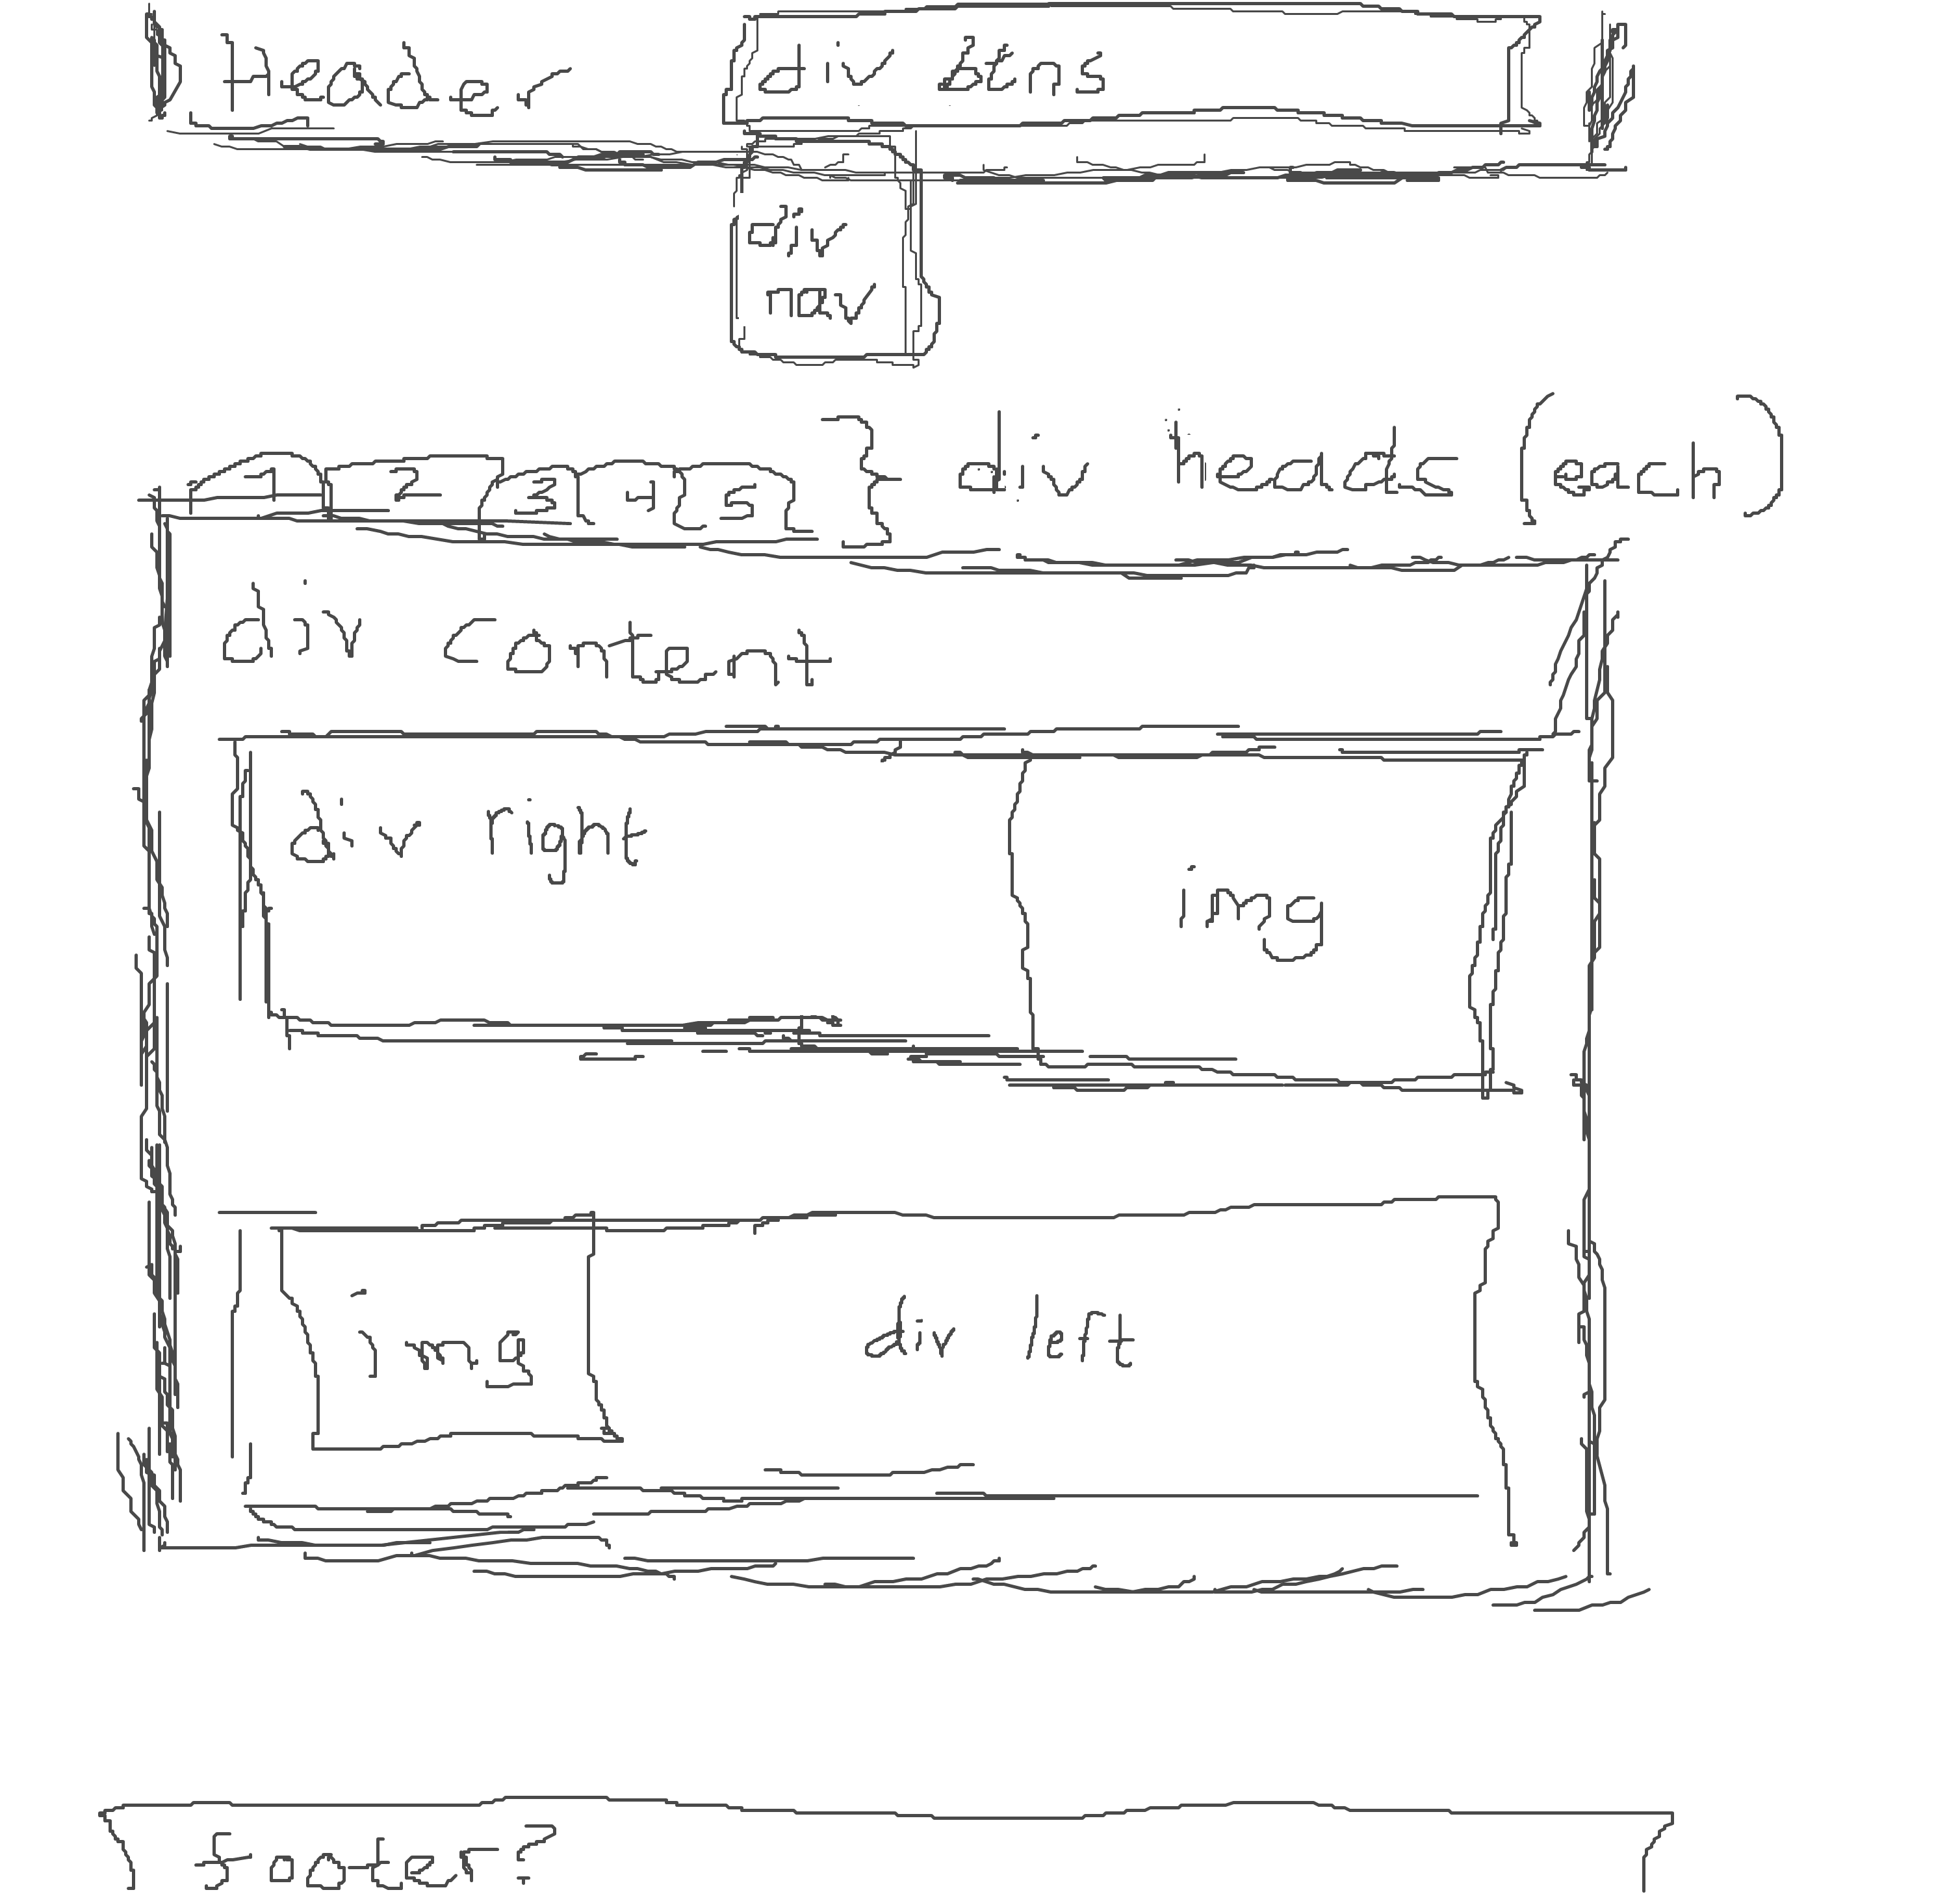 Header
div btns
div
nav
1 2 3 4 5 } div heads (each)
div content
div right
img
img
div left
footer?